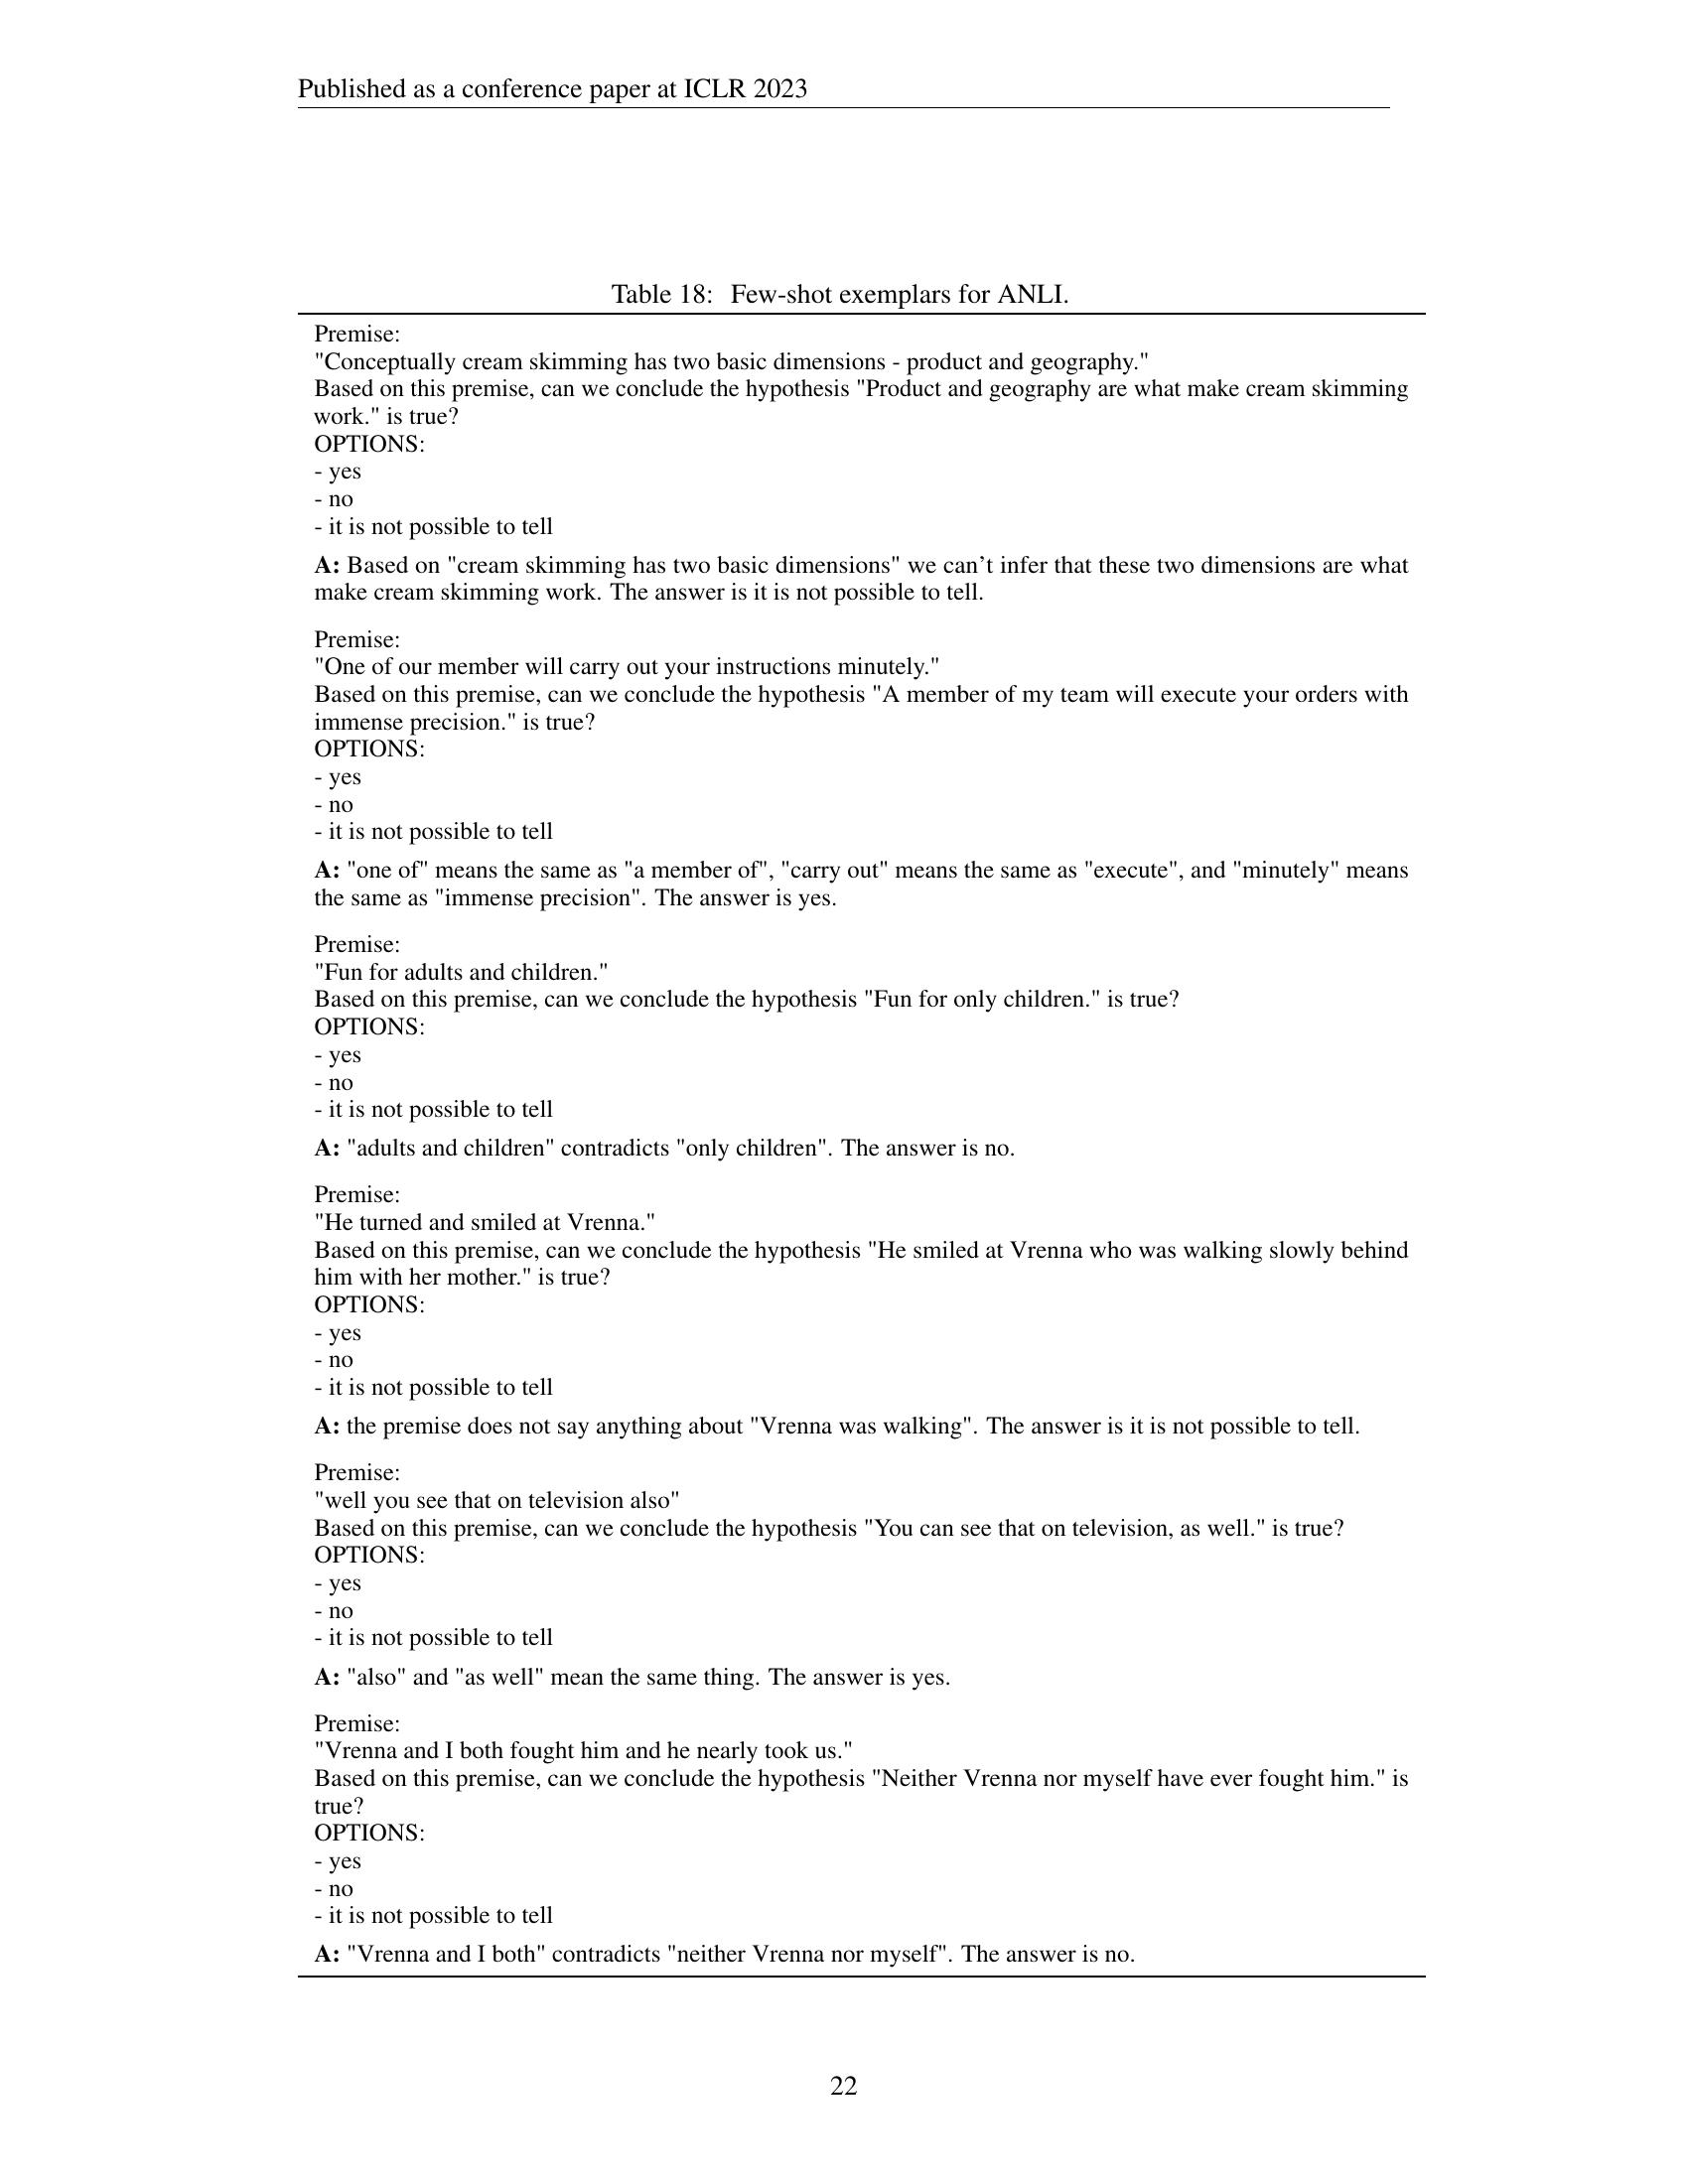 Published as a conference paper at ICLR 2023
Table 18: Few-shot exemplars for ANLI.
Premise:
"Conceptually cream skimming has two basic dimensions - product and geography."
Based on this premise, can we conclude the hypothesis "Product and geography are what make cream skimming
work." is true?
OPTIONS:
- yes
- no
- it is not possible to tell
A: Based on "cream skimming has two basic dimensions" we can’t infer that these two dimensions are what
make cream skimming work. The answer is it is not possible to tell.
Premise:
"One of our member will carry out your instructions minutely."
Based on this premise, can we conclude the hypothesis "A member of my team will execute your orders with
immense precision." is true?
OPTIONS:
- yes
- no
- it is not possible to tell
A: "one of" means the same as "a member of", "carry out" means the same as "execute", and "minutely" means
the same as "immense precision". The answer is yes.
Premise:
"Fun for adults and children."
Based on this premise, can we conclude the hypothesis "Fun for only children." is true?
OPTIONS:
- yes
- no
- it is not possible to tell
A: "adults and children" contradicts "only children". The answer is no.
Premise:
"He turned and smiled at Vrenna."
Based on this premise, can we conclude the hypothesis "He smiled at Vrenna who was walking slowly behind
him with her mother." is true?
OPTIONS:
- yes
- no
- it is not possible to tell
A: the premise does not say anything about "Vrenna was walking". The answer is it is not possible to tell.
Premise:
"well you see that on television also"
Based on this premise, can we conclude the hypothesis "You can see that on television, as well." is true?
OPTIONS:
- yes
- no
- it is not possible to tell
A: "also" and "as well" mean the same thing. The answer is yes.
Premise:
"Vrenna and I both fought him and he nearly took us."
Based on this premise, can we conclude the hypothesis "Neither Vrenna nor myself have ever fought him." is
true?
OPTIONS:
- yes
- no
- it is not possible to tell
A: "Vrenna and I both" contradicts "neither Vrenna nor myself". The answer is no.
22